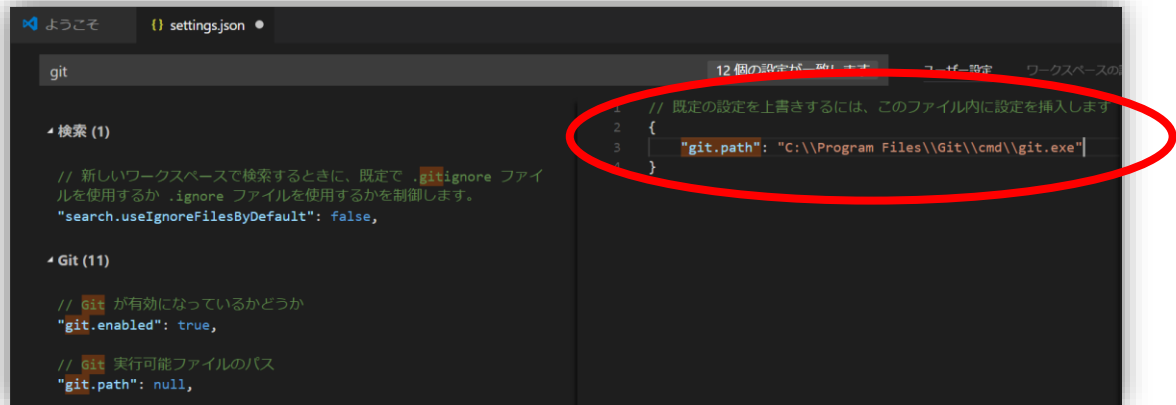 ようこそ
{} settings.json ●
git
12 個の設定が一致します
ユーザー設定
ワークスペースの
検索 (1)
// 新しいワークスペースで検索するときに、既定で .gitignore ファイ
ルを使用するか .ignore ファイルを使用するかを制御します。
"search.useIgnoreFilesByDefault": false,
Git (11)
// Git が有効になっているかどうか
"git.enabled": true,
// Git 実行可能ファイルのパス
"git.path": null,
1 // 既定の設定を上書きするには、このファイル内に設定を挿入します
2 {
3 "git.path": "C:\\Program Files\\Git\\cmd\\git.exe"
4 }